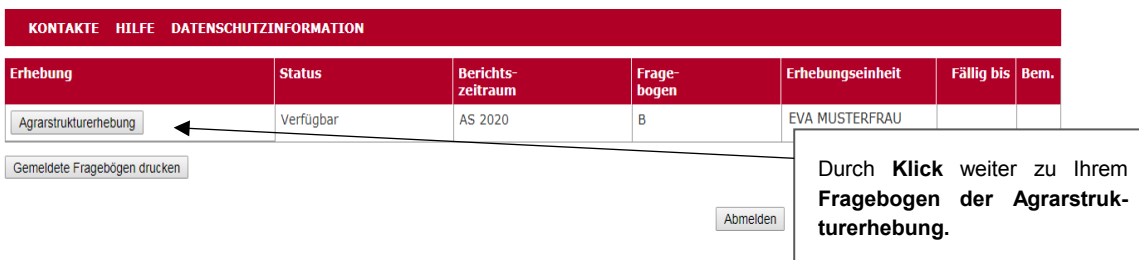 KONTAKTE HILFE DATENSCHUTZINFORMATION
Erhebung Status Berichts- Frage- Erhebungseinheit Fällig bis Bem.
zeitraum bogen
Agrarstrukturerhebung Verfügbar AS 2020 B EVA MUSTERFRAU
Gemeldete Fragebögen drucken
Durch Klick weiter zu Ihrem
Fragebogen der Agrarstruk-
turerhebung.
Abmelden